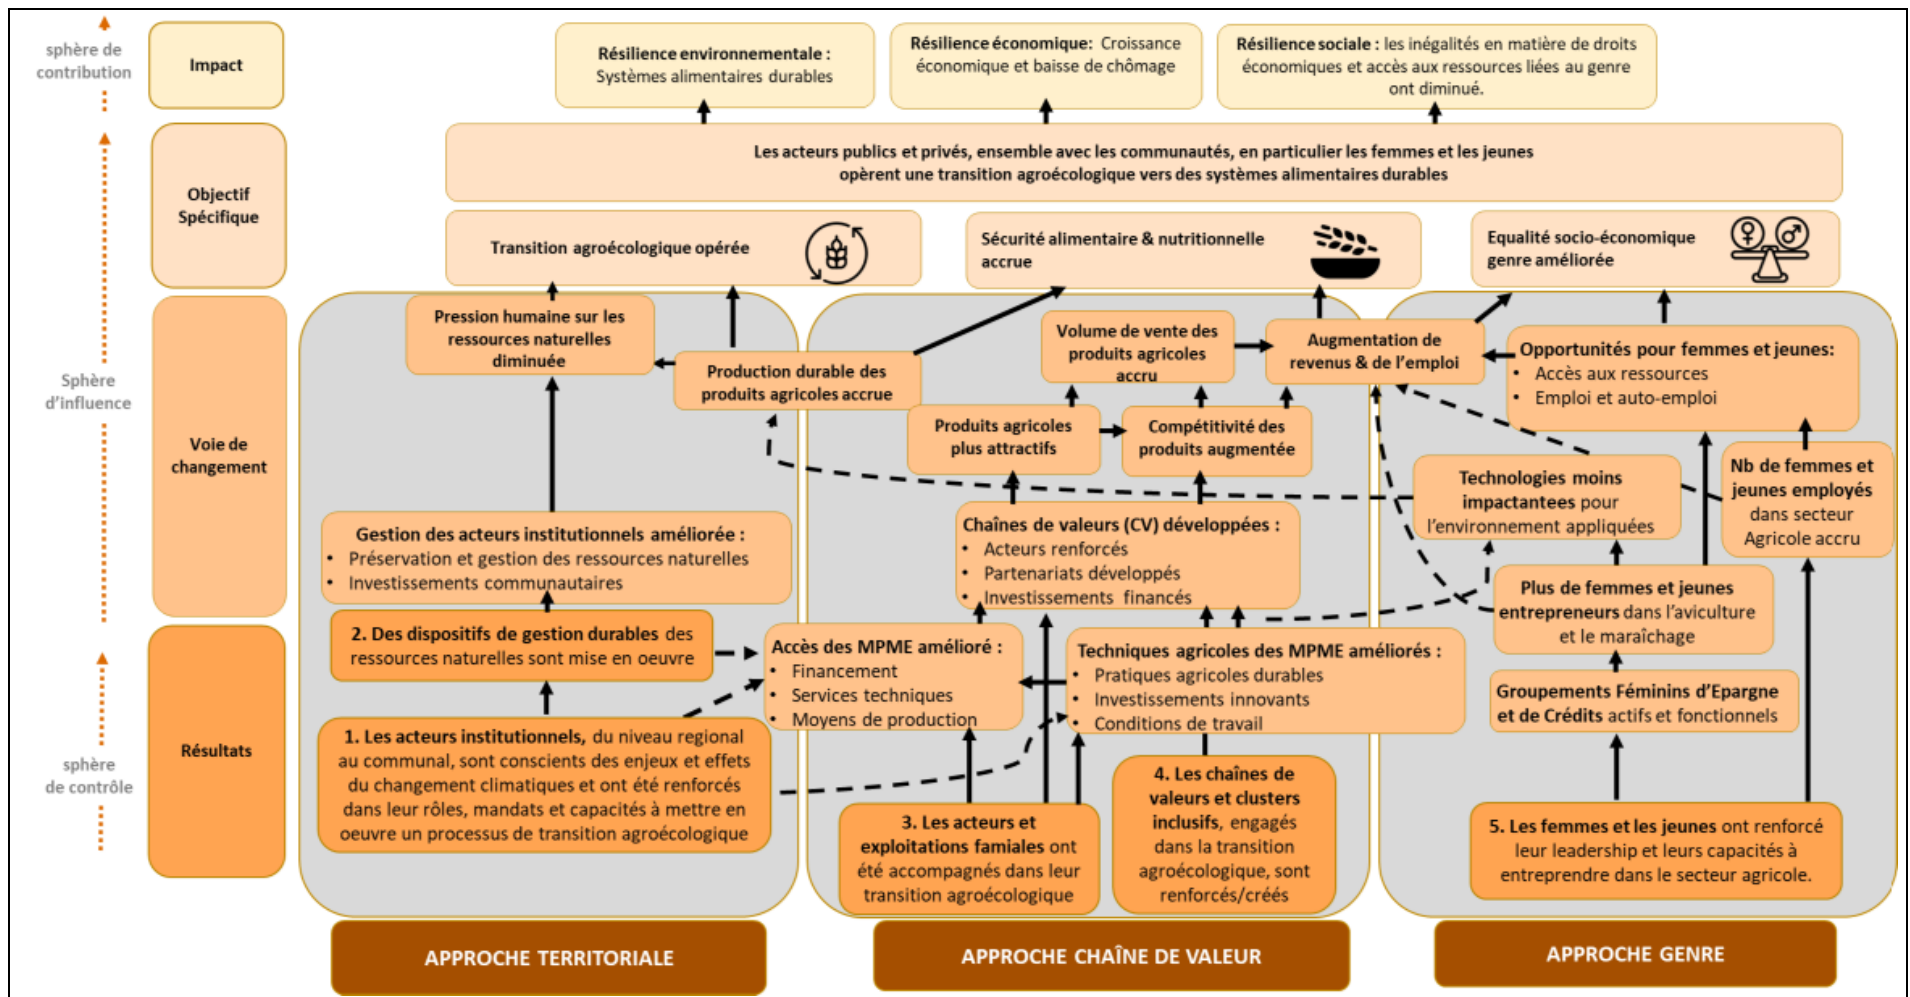 sphère de
contribution
Impact
Résilience environnementale :
Systèmes alimentaires durables
Résilience économique: Croissance
économique et baisse de chômage
Résilience sociale : les inégalités en matière de droits
économiques et accès aux ressources liées au genre
ont diminué.
Objectif
Spécifique
Les acteurs publics et privés, ensemble avec les communautés, en particulier les femmes et les jeunes
opèrent une transition agroécologique vers des systèmes alimentaires durables
Transition agroécologique opérée
Sécurité alimentaire & nutritionnelle
accrue
Equalité socio-économique
genre améliorée
Sphère
d'influence
Voie de
changement
Pression humaine sur les
ressources naturelles
diminuée
Production durable des
produits agricoles accrue
Volume de vente des
produits agricoles
accru
Augmentation de
revenus & de l'emploi
Opportunités pour femmes et jeunes:
• Accès aux ressources
• Emploi et auto-emploi
Produits agricoles
plus attractifs
Compétitivité des
produits augmentée
Technologies moins
impactantees pour
l'environnement appliquées
Nb de femmes et
jeunes employés
dans secteur
Agricole accru
Gestion des acteurs institutionnels améliorée :
• Préservation et gestion des ressources naturelles
• Investissements communautaires
Chaînes de valeurs (CV) développées :
• Acteurs renforcés
• Partenariats développés
• Investissements financés
Plus de femmes et jeunes
entrepreneurs dans l'aviculture
et le maraîchage
sphère
de contrôle
Résultats
2. Des dispositifs de gestion durables des
ressources naturelles sont mise en oeuvre
Accès des MPME amélioré :
• Financement
• Services techniques
• Moyens de production
Techniques agricoles des MPME améliorés :
• Pratiques agricoles durables
• Investissements innovants
• Conditions de travail
Groupements Féminins d'Epargne
et de Crédits actifs et fonctionnels
1. Les acteurs institutionnels, du niveau regional
au communal, sont conscients des enjeux et effets
du changement climatiques et ont été renforcés
dans leur rôles, mandats et capacités à mettre en
oeuvre un processus de transition agroécologique
3. Les acteurs et
exploitations famiales ont
été accompagnés dans leur
transition agroécologique
4. Les chaînes de
valeurs et clusters
inclusifs, engagés
dans la transition
agroécologique, sont
renforcés/créés
5. Les femmes et les jeunes ont renforcé
leur leadership et leurs capacités à
entreprendre dans le secteur agricole.
APPROCHE TERRITORIALE
APPROCHE CHAÎNE DE VALEUR
APPROCHE GENRE